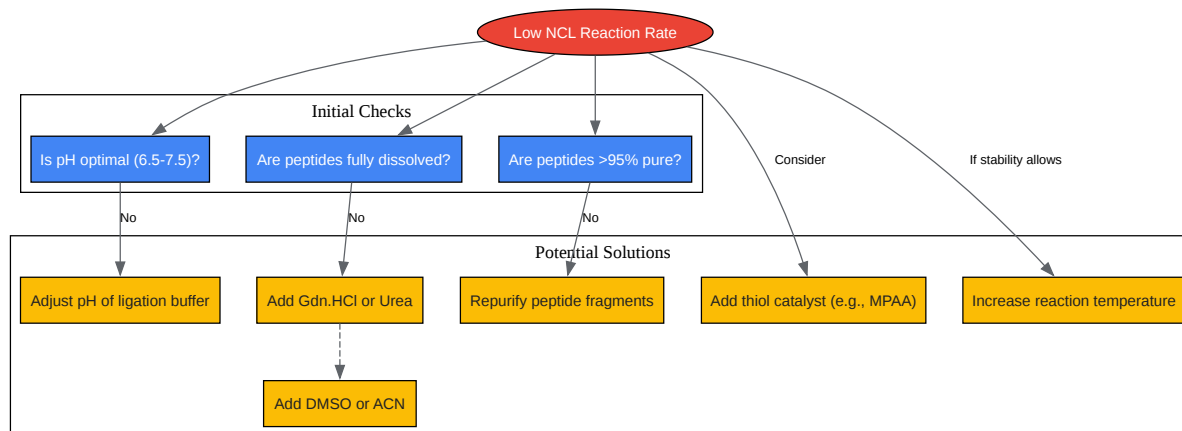 Low NCL Reaction Rate
Initial Checks
Is pH optimal (6.5-7.5)?
Are peptides fully dissolved?
Are peptides >95% pure?
Consider
If stability allows
No
No
No
Potential Solutions
Adjust pH of ligation buffer
Add Gdn.HCl or Urea
Repurify peptide fragments
Add thiol catalyst (e.g., MPAA)
Increase reaction temperature
Add DMSO or ACN